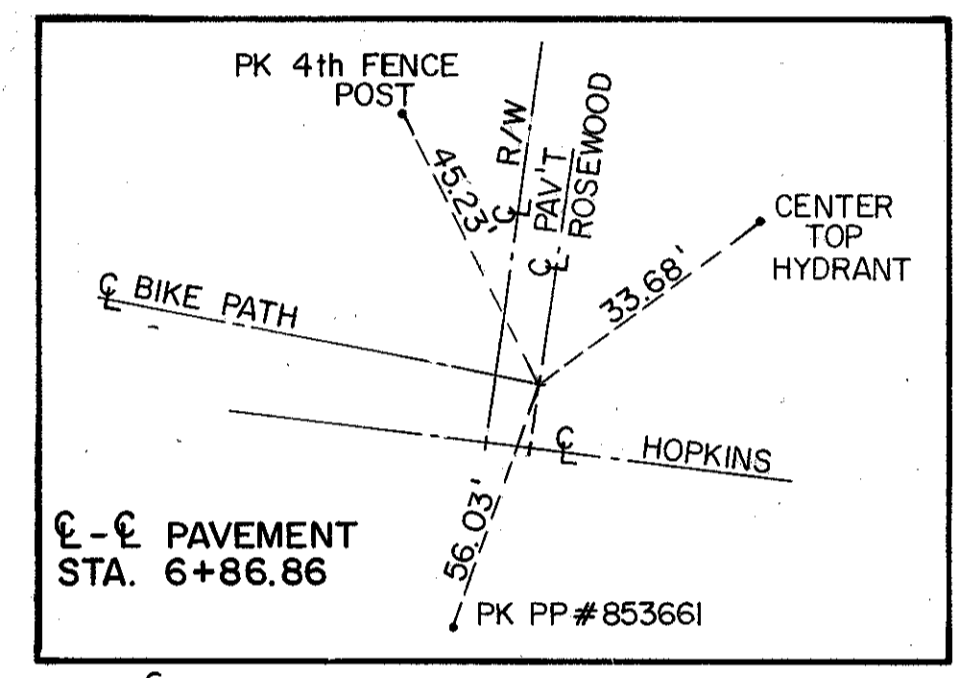 PK 4th FENCE
POST
45.23'
℄ R/W
℄ PAV'T
ROSEWOOD
CENTER
TOP
HYDRANT
33.68'
℄ BIKE PATH
℄ HOPKINS
56.03'
℄-℄ PAVEMENT
STA. 6+86.86
PK PP#853661